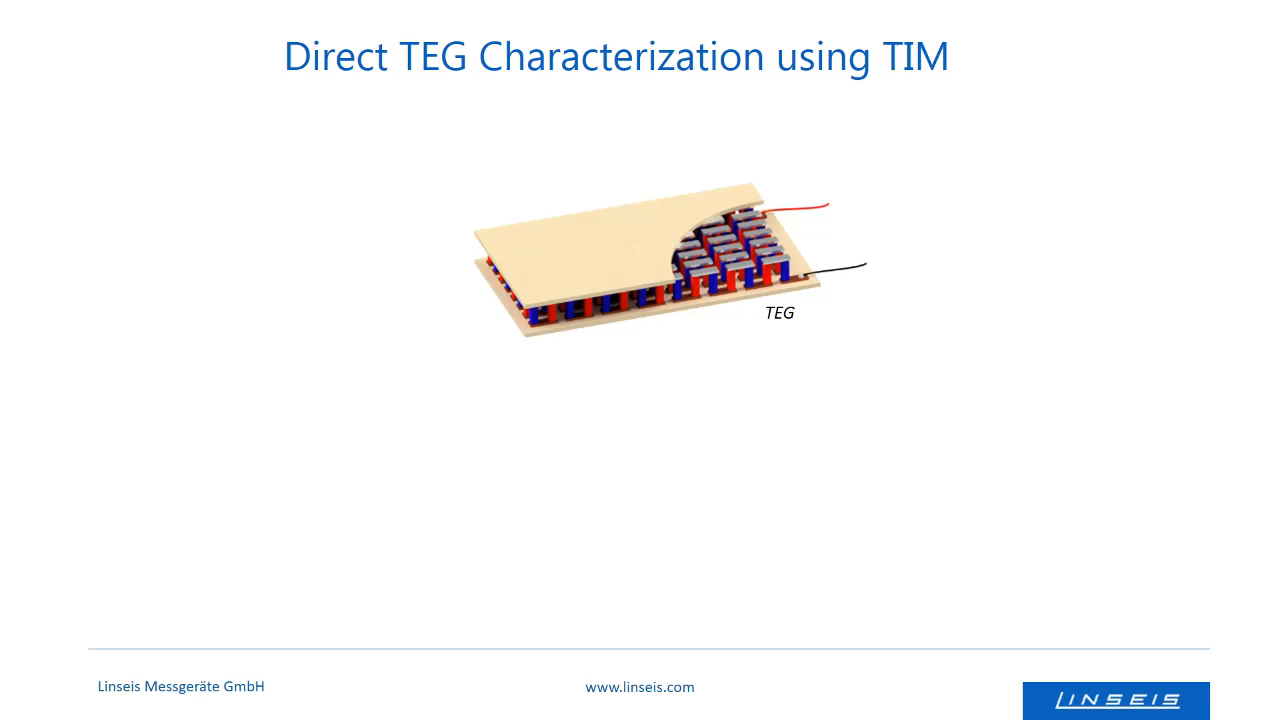 Direct TEG Characterization using TIM
TEG
Linseis Messgeräte GmbH
www.linseis.com
LINSEIS